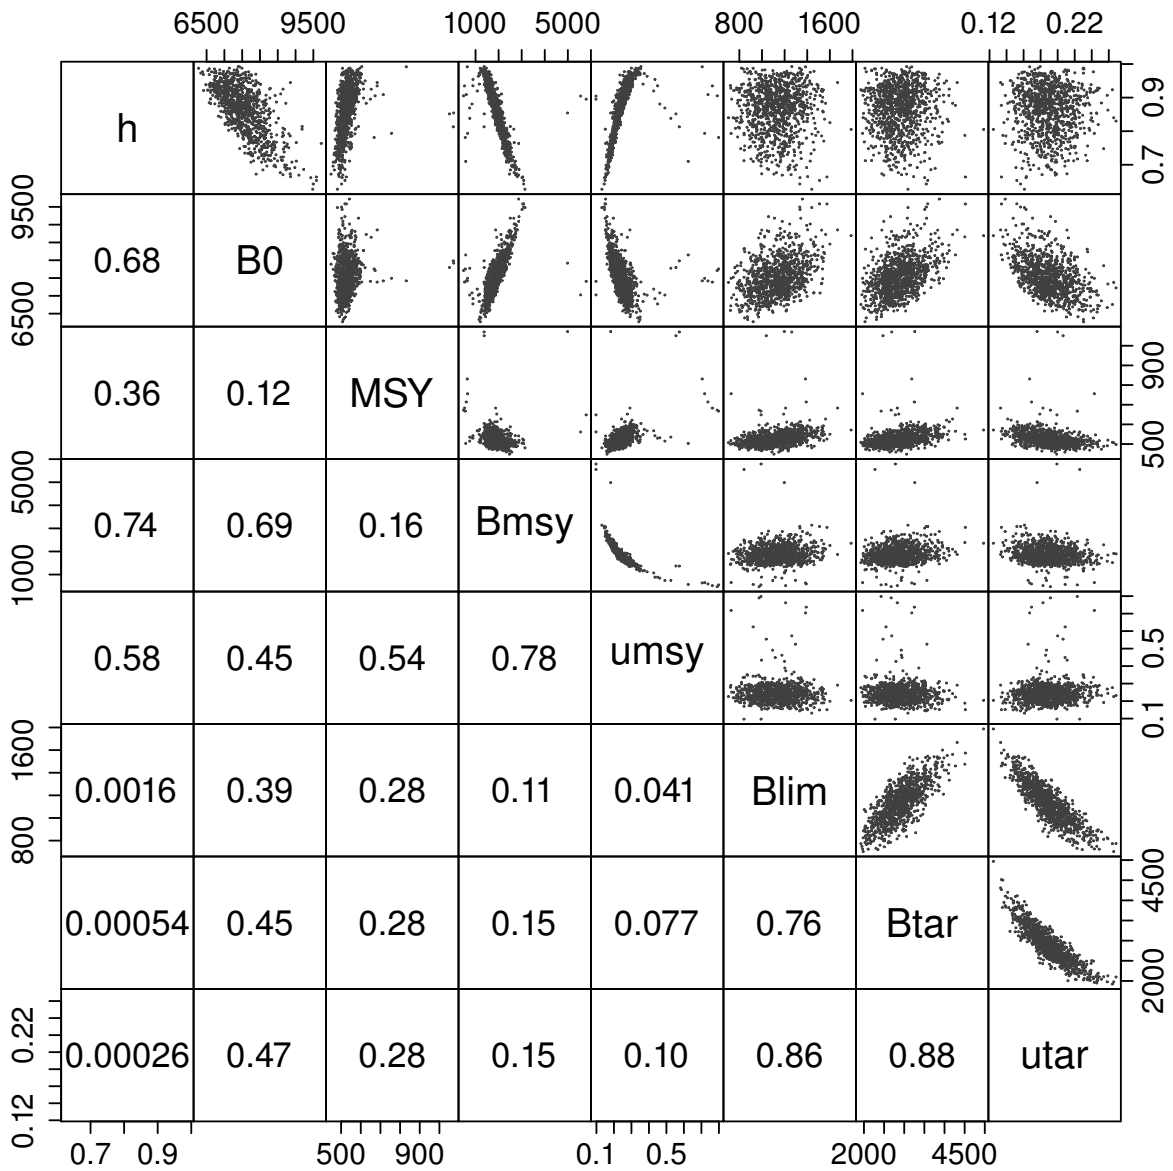 6500 9500 1000 5000 800 1600 0.12 0.22
h 0.7 0.9
6500 9500 0.68 B0
0.36 0.12 MSY 500 900
1000 5000 0.74 0.69 0.16 Bmsy
0.58 0.45 0.54 0.78 umsy 0.1 0.5
800 1600 0.0016 0.39 0.28 0.11 0.041 Blim
0.00054 0.45 0.28 0.15 0.077 0.76 Btar 2000 4500
0.12 0.22 0.00026 0.47 0.28 0.15 0.10 0.86 0.88 utar
0.7 0.9 500 900 0.1 0.5 2000 4500